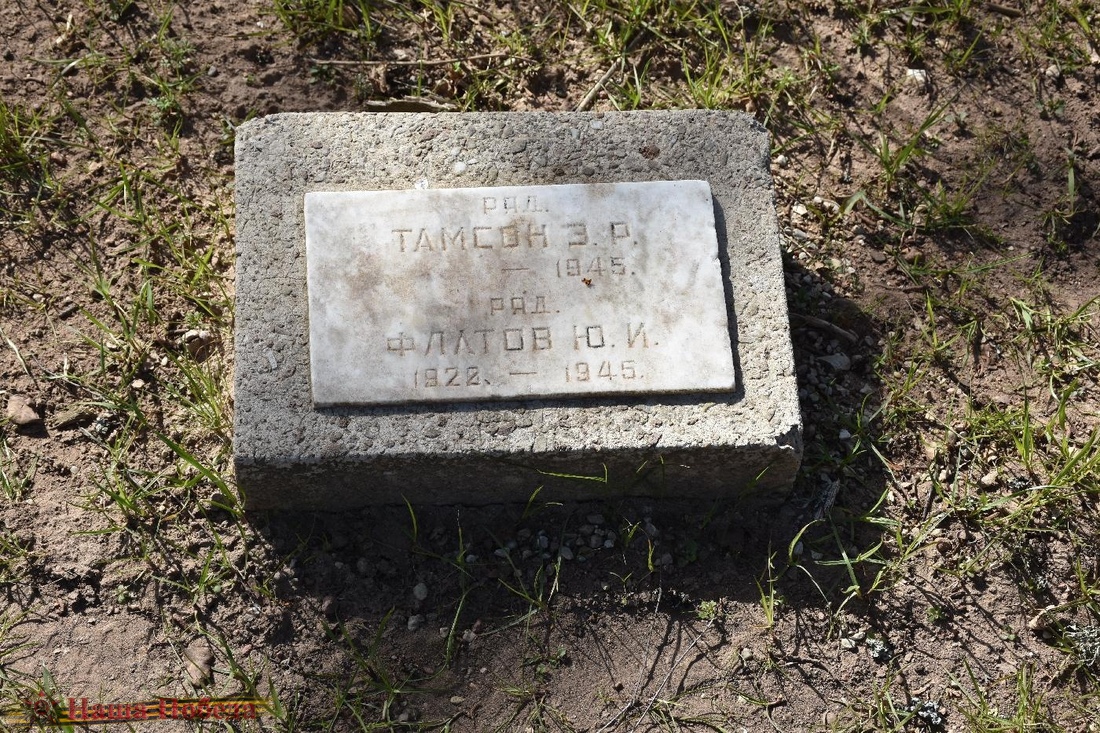 РЯД.
ТАМСОН Э. Р.
— 1945.
РЯД.
ФЛАТОВ Ю. И.
1922. — 1945.
Наша Победа